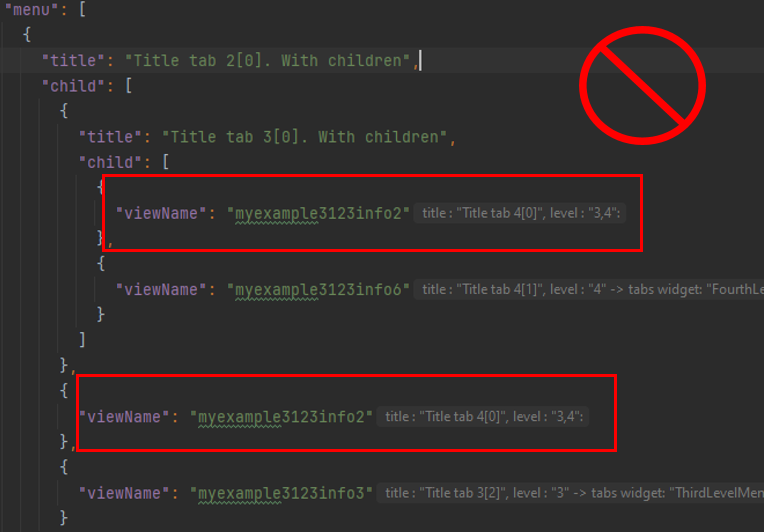 "menu": [
{
"title": "Title tab 2[0]. With children",
"child": [
{
"title": "Title tab 3[0]. With children",
"child": [
{
"viewName": "myexample3123info2" title : "Title tab 4[0]", level : "3,4":
},
{
"viewName": "myexample3123info6" title : "Title tab 4[1]", level : "4" -> tabs widget: "FourthLe
}
]
},
{
"viewName": "myexample3123info2" title : "Title tab 4[0]", level : "3,4":
},
{
"viewName": "myexample3123info3" title : "Title tab 3[2]", level : "3" -> tabs widget: "ThirdLevelMen
}